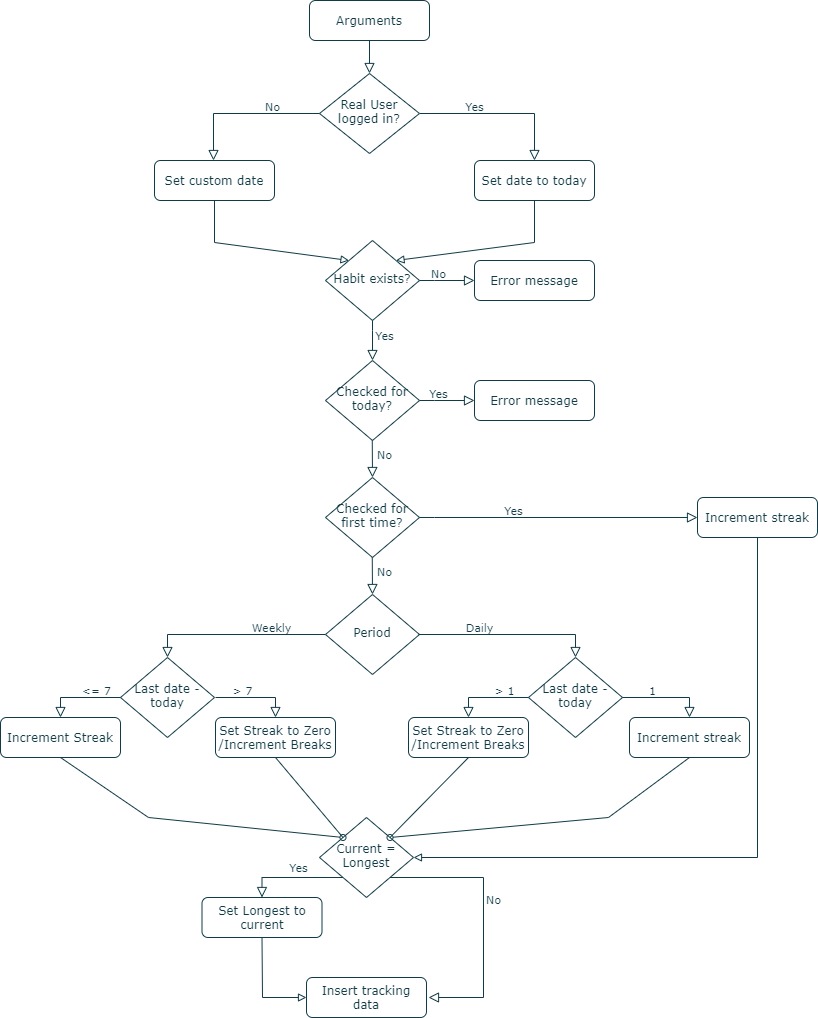 Arguments
Real User
logged in?
No
Yes
Set custom date
Set date to today
Habit exists?
No
Error message
Yes
Checked for
today?
Yes
Error message
No
Checked for
first time?
Yes
Increment streak
No
Period
Weekly
Daily
Last date -
today
<= 7
> 7
Last date -
today
> 1
1
Increment Streak
Set Streak to Zero
/Increment Breaks
Set Streak to Zero
/Increment Breaks
Increment streak
Current =
Longest
Yes
No
Set Longest to
current
Insert tracking
data